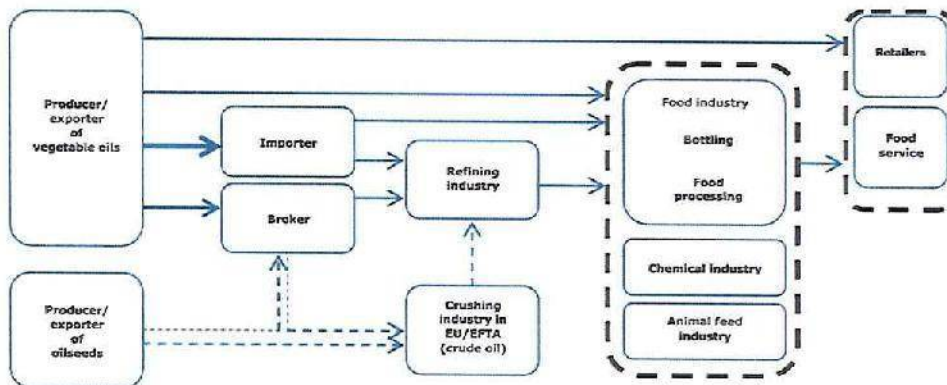 Producer/
exporter
of
vegetable oils
Importer
Broker
Refining
industry
Food industry
Bottling
Food
processing
Retailers
Food
service
Chemical industry
Animal feed
industry
Producer/
exporter
of
oilseeds
Crushing
industry in
EU/EFTA
(crude oil)